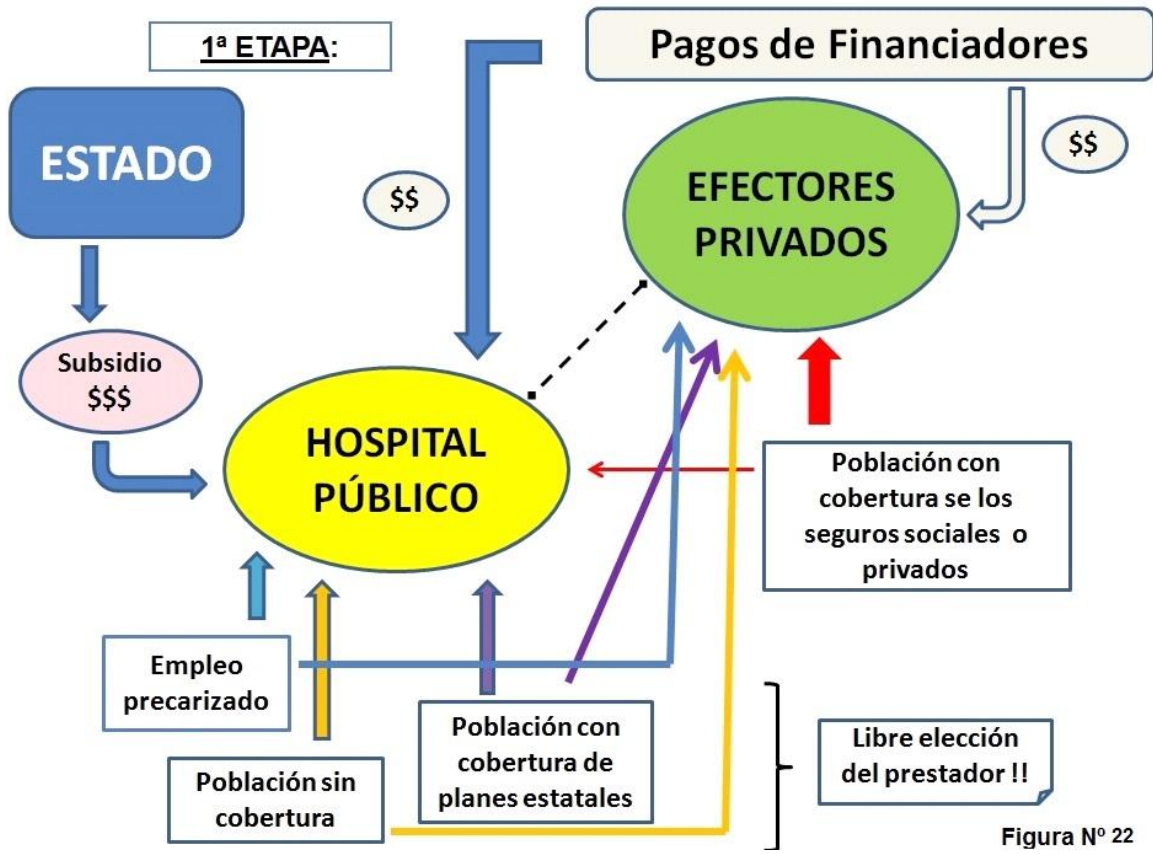 1ª ETAPA:
Pagos de Financiadores
ESTADO
$$
$$
EFECTORES
PRIVADOS
Subsidio
$$$
HOSPITAL
PÚBLICO
Población con
cobertura se los
seguros sociales o
privados
Empleo
precarizado
Población con
cobertura de
planes estatales
Población sin
cobertura
Libre elección
del prestador !!
Figura Nº 22